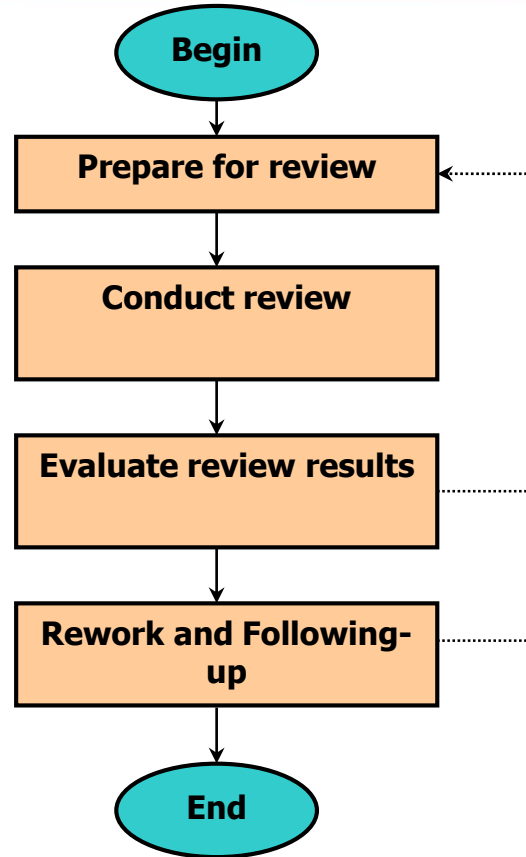 Begin
Prepare for review
Conduct review
Evaluate review results
Rework and Following-
up
End